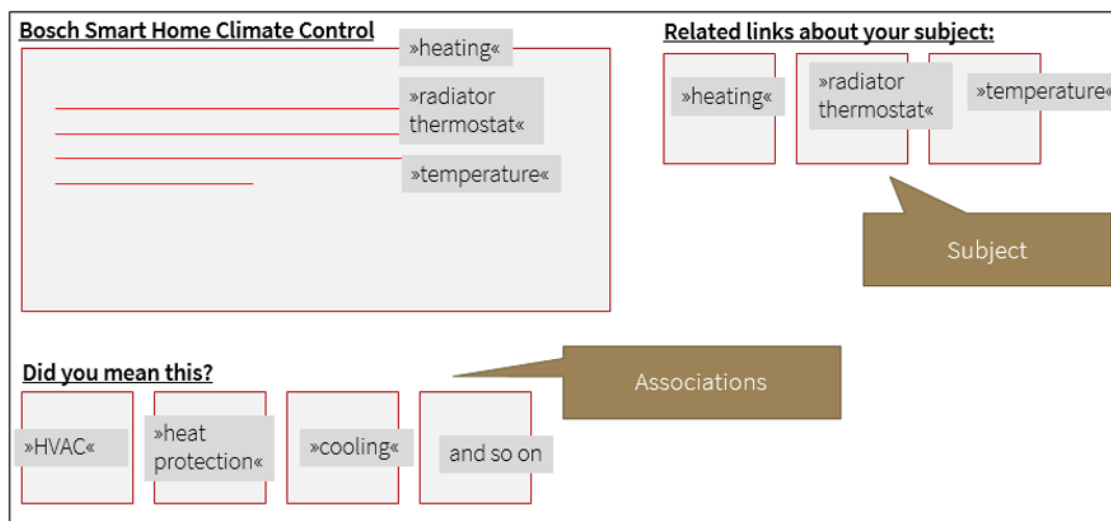 Bosch Smart Home Climate Control
»heating«
»radiator
thermostat«
»temperature«
Related links about your subject:
»heating«
»radiator
thermostat«
»temperature«
Subject
Did you mean this?
Associations
»HVAC«
»heat
protection«
»cooling«
and so on